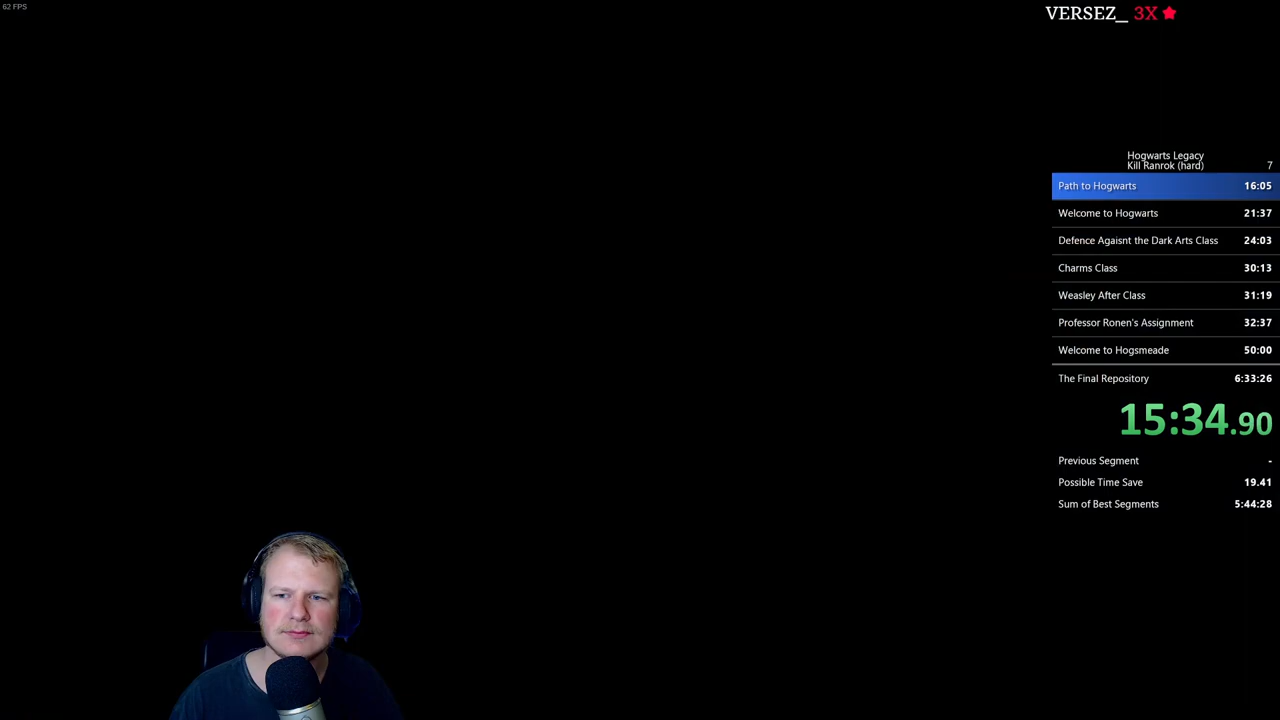 62 FPS
VERSEZ_ 3X
Hogwarts Legacy
Kill Ranrok (hard) 7
Path to Hogwarts 16:05
Welcome to Hogwarts 21:37
Defence Agaisnt the Dark Arts Class 24:03
Charms Class 30:13
Weasley After Class 31:19
Professor Ronen's Assignment 32:37
Welcome to Hogsmeade 50:00
The Final Repository 6:33:26
15:34.90
Previous Segment -
Possible Time Save 19.41
Sum of Best Segments 5:44:28